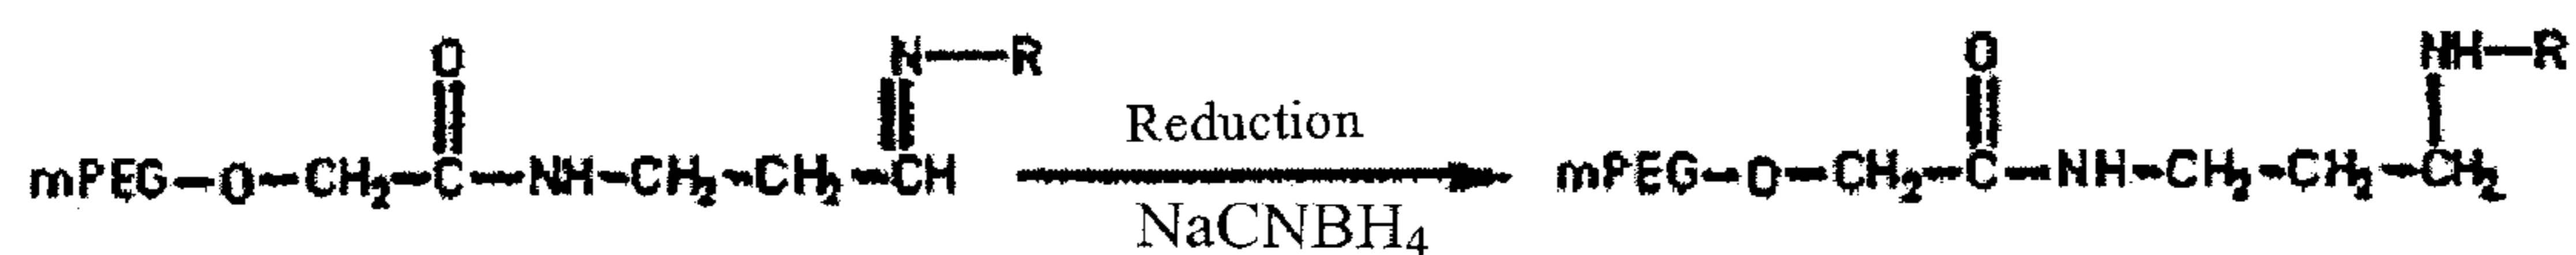 O N—R O NH—R
Reduction
mPEG—O—CH₂—C—NH—CH₂—CH₂—CH mPEG—O—CH₂—C—NH—CH₂—CH₂—CH₂
NaCNBH₄